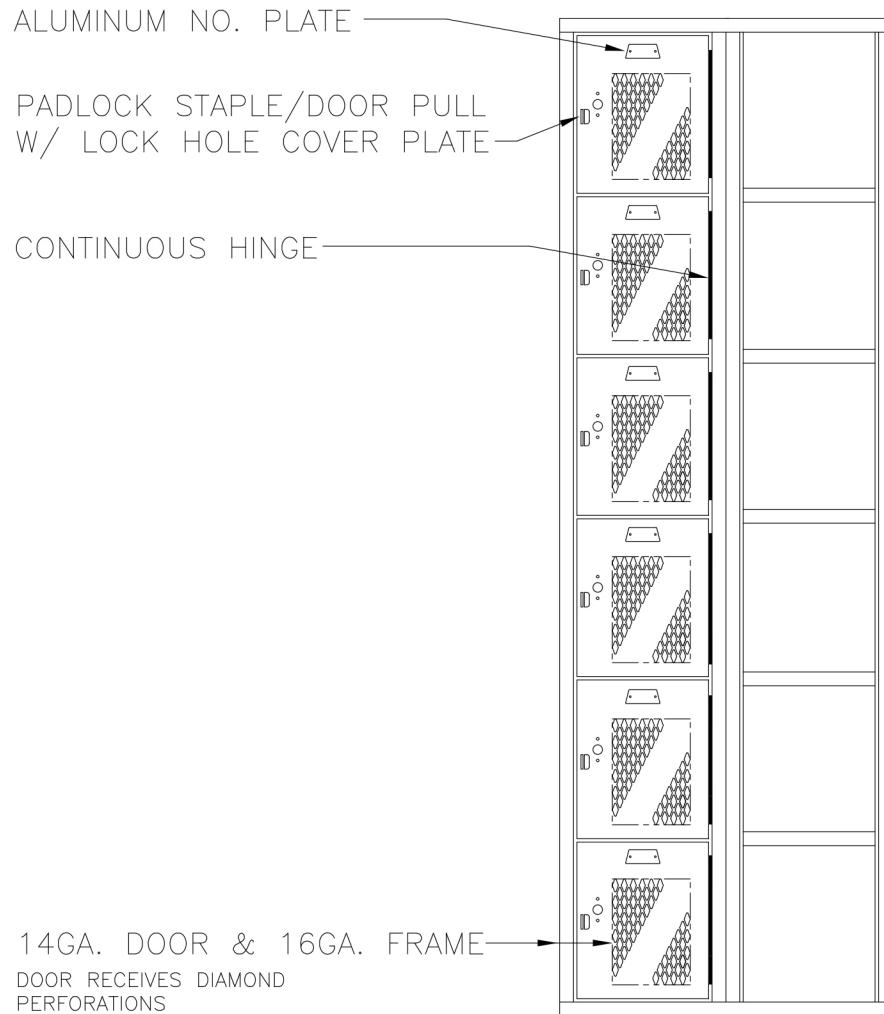 ALUMINUM NO. PLATE
PADLOCK STAPLE/DOOR PULL
W/ LOCK HOLE COVER PLATE
CONTINUOUS HINGE
14GA. DOOR & 16GA. FRAME
DOOR RECEIVES DIAMOND
PERFORATIONS